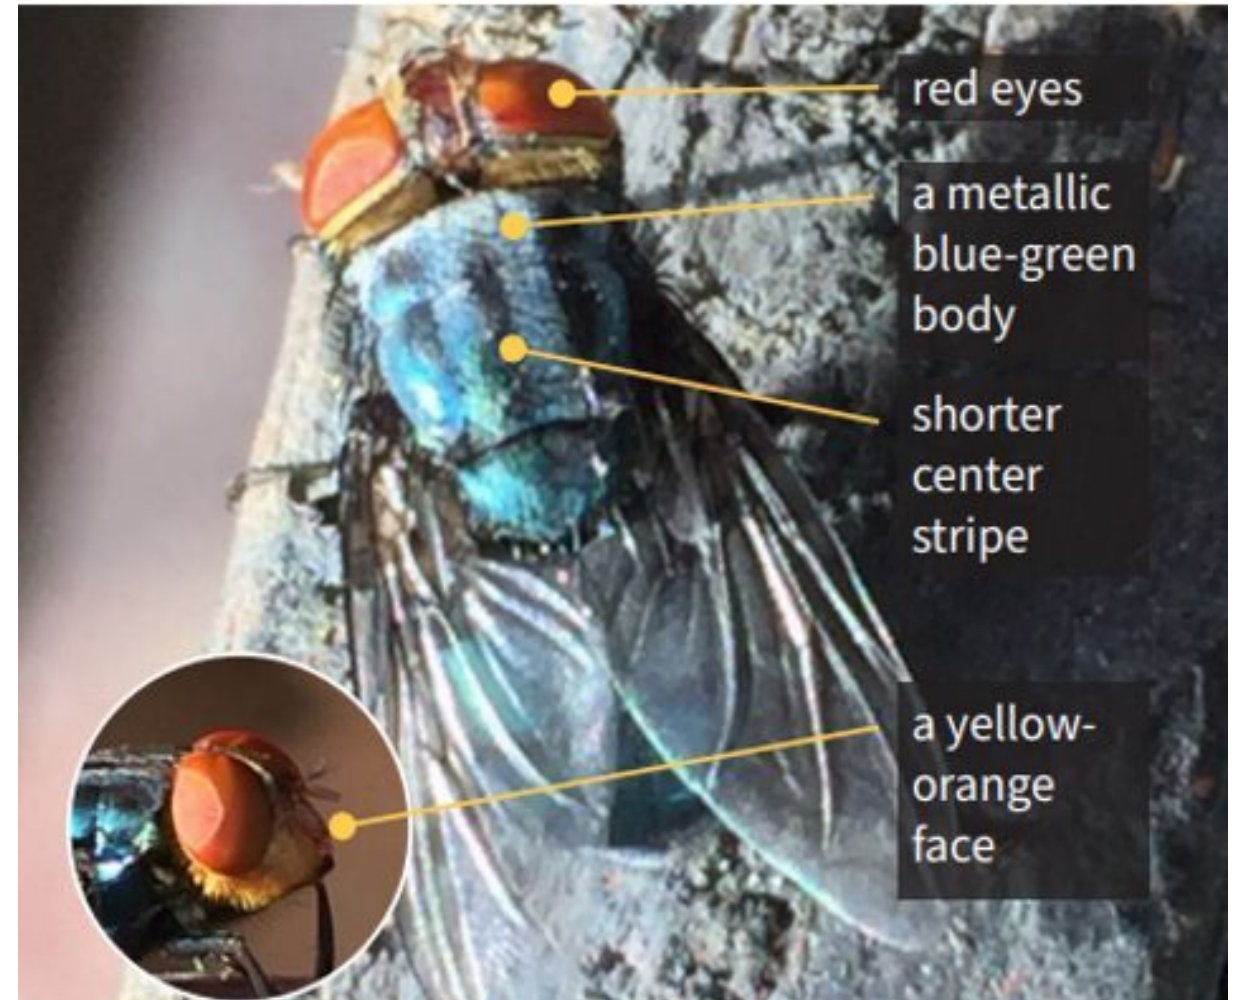 red eyes
a metallic
blue-green
body
shorter
center
stripe
a yellow-
orange
face